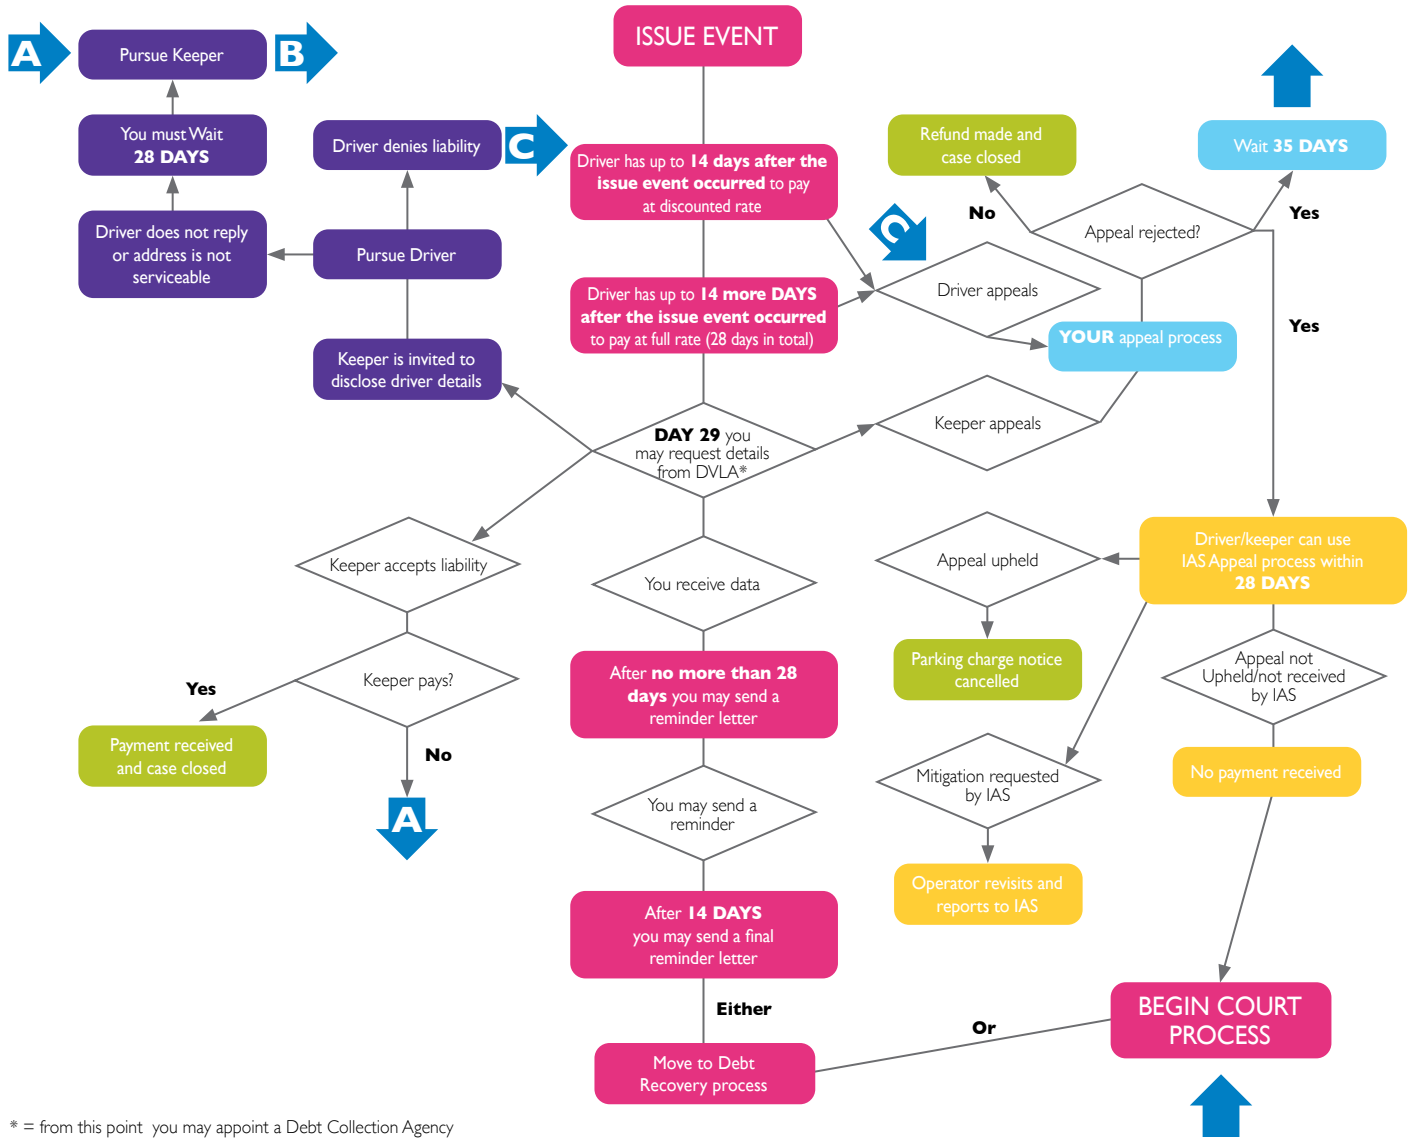 ISSUE EVENT
A
Pursue Keeper
B
You must Wait
28 DAYS
Driver denies liability
C
Driver does not reply
or address is not
serviceable
Pursue Driver
Keeper is invited to
disclose driver details
Driver has up to 14 days after the
issue event occurred to pay
at discounted rate
Driver has up to 14 more DAYS
after the issue event occurred
to pay at full rate (28 days in total)
Refund made and
case closed
Wait 35 DAYS
No
Yes
Appeal rejected?
C
Driver appeals
YOUR appeal process
Yes
Keeper appeals
DAY 29 you
may request details
from DVLA*
Keeper accepts liability
You receive data
Appeal upheld
Driver/keeper can use
IAS Appeal process within
28 DAYS
Keeper pays?
Yes
Payment received
and case closed
No
A
After no more than 28
days you may send a
reminder letter
Parking charge notice
cancelled
Appeal not
Upheld/not received
by IAS
You may send a
reminder
Mitigation requested
by IAS
No payment received
After 14 DAYS
you may send a final
reminder letter
Operator revisits and
reports to IAS
Either
Or
Move to Debt
Recovery process
BEGIN COURT
PROCESS
* = from this point you may appoint a Debt Collection Agency